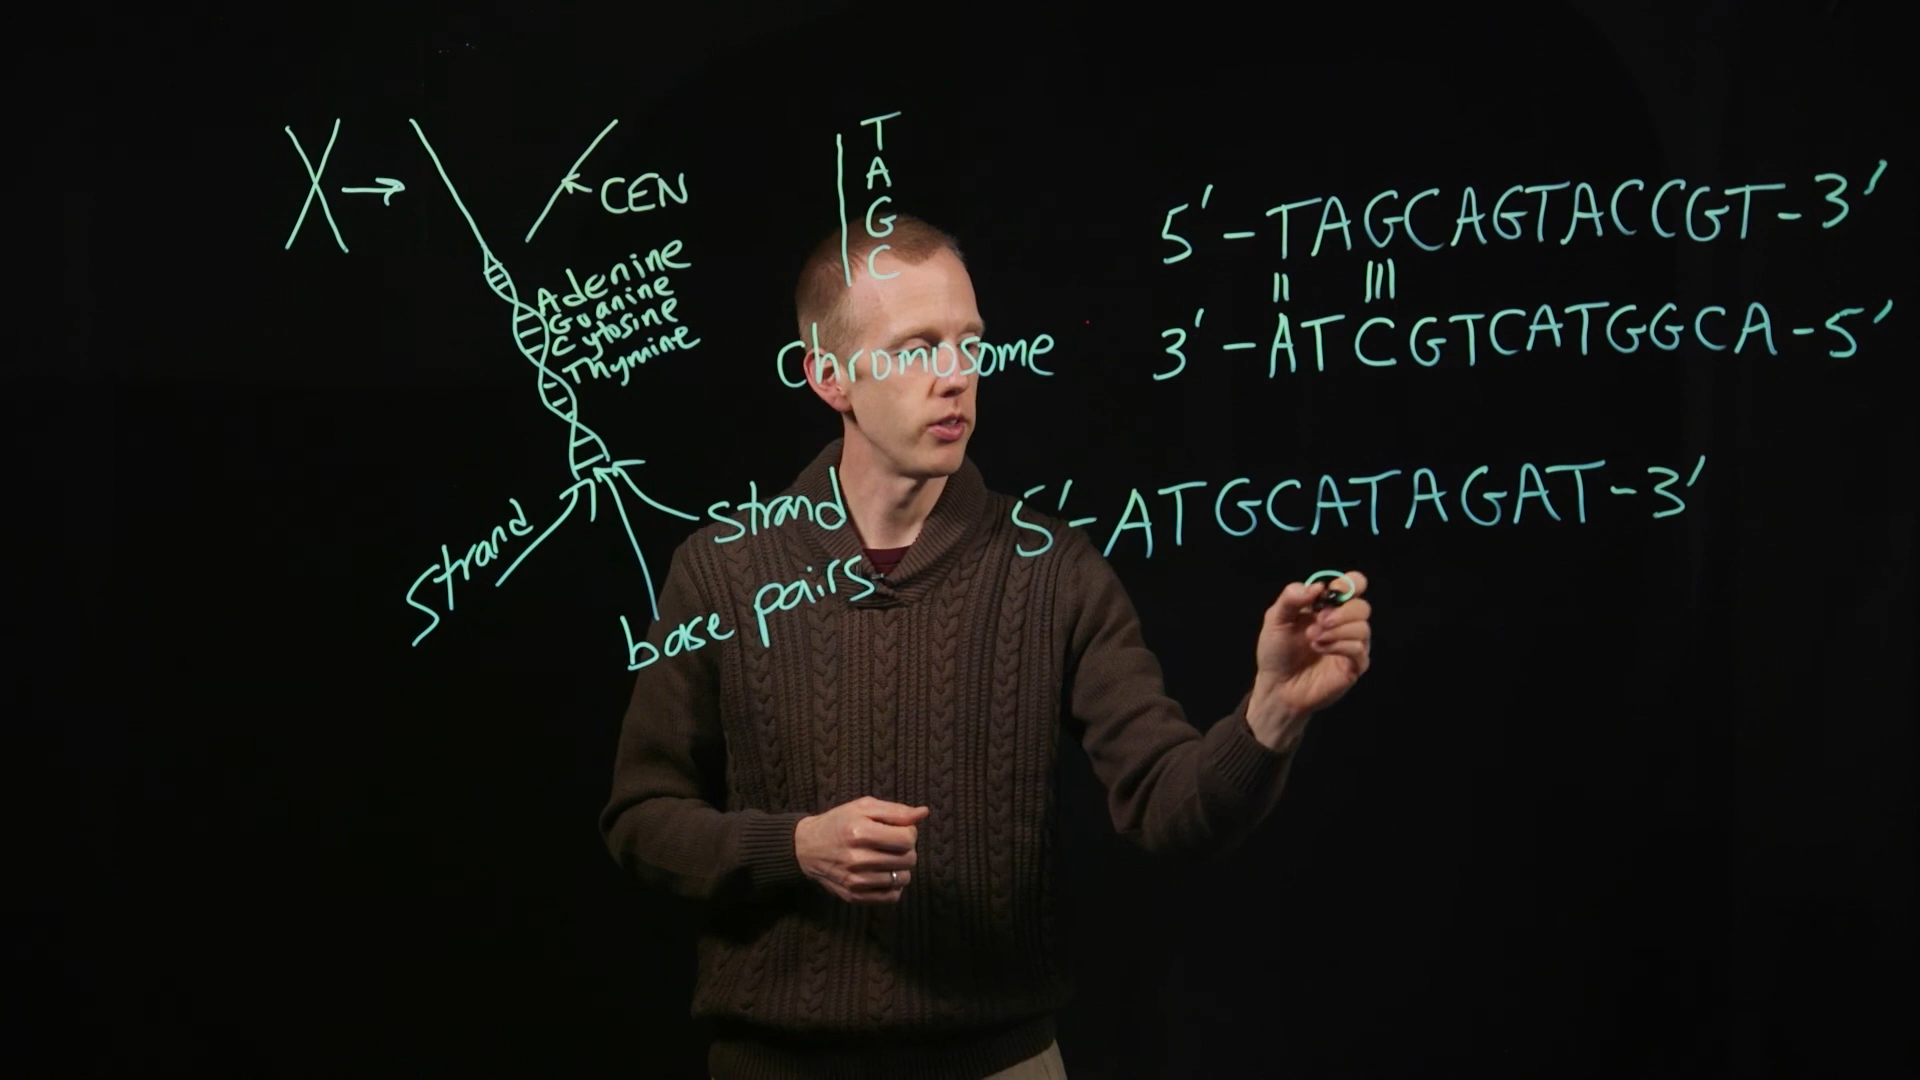 CEN
Adenine
Guanine
Cytosine
Thymine
strand
strand
base pairs
T
A
G
C
Chromosome
5'-TAGCAGTACCGT-3'
3'-ATCGTCATGGCA-5'
5'-ATGCATAGAT-3'